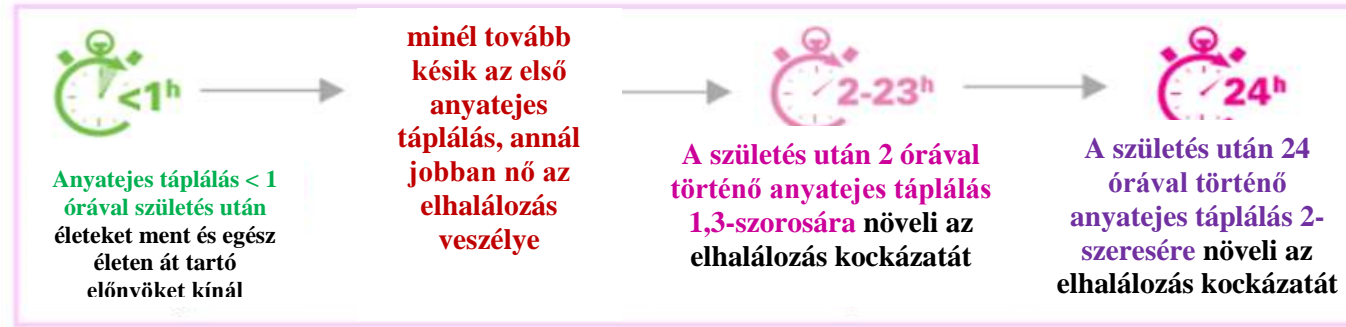 <1h
Anyatejes táplálás < 1
órával születés után
életeket ment és egész
életen át tartó
előnyöket kínál
minél tovább
késik az első
anyatejes
táplálás, annál
jobban nő az
elhalálozás
veszélye
2-23h
A születés után 2 órával
történő anyatejes táplálás
1,3-szorosára növeli az
elhalálozás kockázatát
24h
A születés után 24
órával történő
anyatejes táplálás 2-
szeresére növeli az
elhalálozás kockázatát